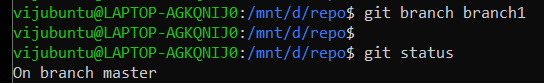 vijubuntu@LAPTOP-AGKQNIJ0:/mnt/d/repo$ git branch branch1
vijubuntu@LAPTOP-AGKQNIJ0:/mnt/d/repo$
vijubuntu@LAPTOP-AGKQNIJ0:/mnt/d/repo$ git status
On branch master